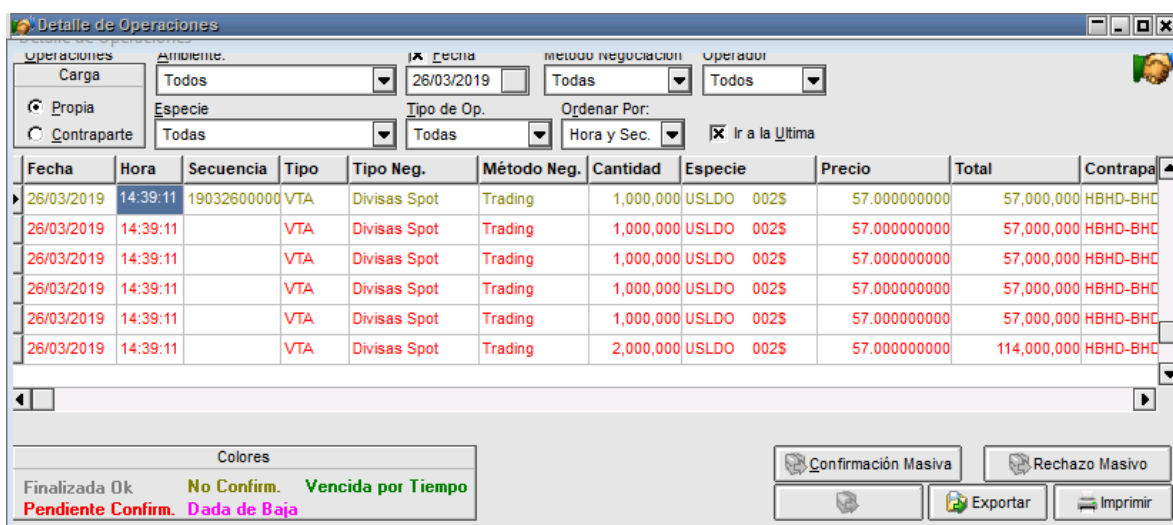 Detalle de Operaciones
Detalle de Operaciones
Operaciones Ambiente: Fecha Método Negociación Operador
Carga Todos 26/03/2019 Todas Todos
Propia Especie Tipo de Op. Ordenar Por:
Contraparte Todas Todas Hora y Sec. Ir a la Ultima
Fecha Hora Secuencia Tipo Tipo Neg. Método Neg. Cantidad Especie Precio Total Contrapa
26/03/2019 14:39:11 19032600000 VTA Divisas Spot Trading 1,000,000 USLDO 002$ 57.000000000 57,000,000 HBHD-BHD
26/03/2019 14:39:11 VTA Divisas Spot Trading 1,000,000 USLDO 002$ 57.000000000 57,000,000 HBHD-BHD
26/03/2019 14:39:11 VTA Divisas Spot Trading 1,000,000 USLDO 002$ 57.000000000 57,000,000 HBHD-BHD
26/03/2019 14:39:11 VTA Divisas Spot Trading 1,000,000 USLDO 002$ 57.000000000 57,000,000 HBHD-BHD
26/03/2019 14:39:11 VTA Divisas Spot Trading 1,000,000 USLDO 002$ 57.000000000 57,000,000 HBHD-BHD
26/03/2019 14:39:11 VTA Divisas Spot Trading 2,000,000 USLDO 002$ 57.000000000 114,000,000 HBHD-BHD
Colores
Finalizada Ok No Confirm. Vencida por Tiempo
Pendiente Confirm. Dada de Baja
Confirmación Masiva Rechazo Masivo
Exportar Imprimir